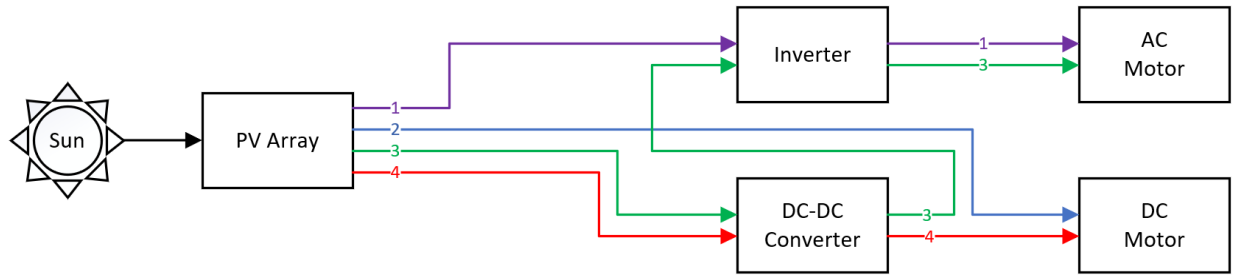 Sun
PV Array
1
2
3
4
Inverter
1
3
AC
Motor
DC-DC
Converter
3
4
DC
Motor